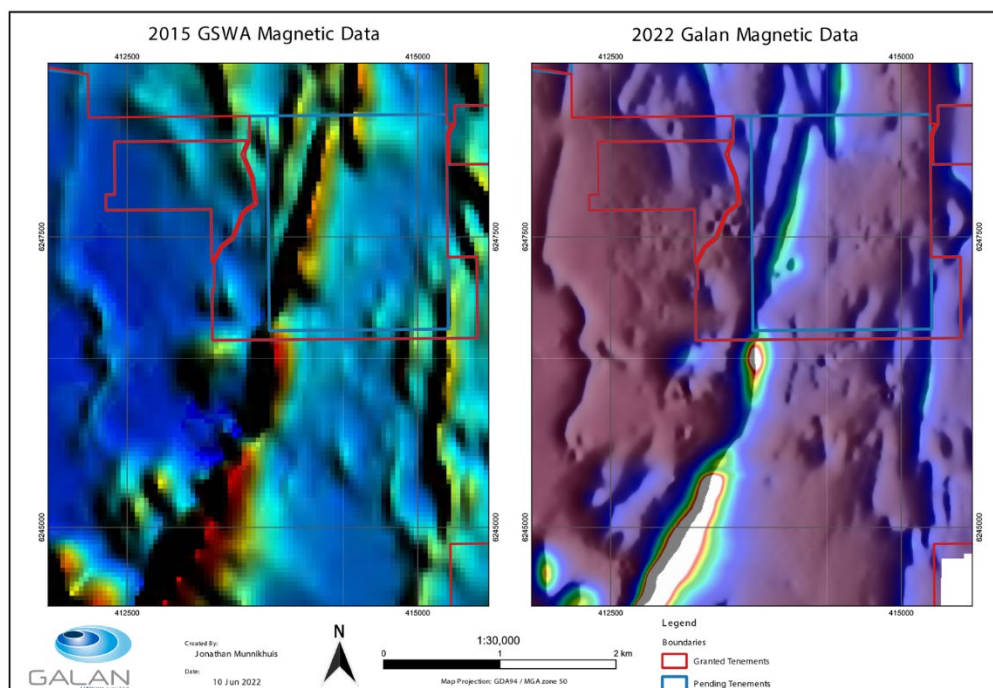 2015 GSWA Magnetic Data
2022 Galan Magnetic Data
412500
415000
412500
415000
6247500
6247500
6247500
6245000
6245000
6245000
412500
415000
412500
415000
GALAN
Created By:
Jonathan Munnikhuis
Date:
10 Jun 2022
N
1:30,000
0
1
2 km
Map Projection: GDA94 / MGA zone 50
Legend
Boundaries
Granted Tenements
Pending Tenements